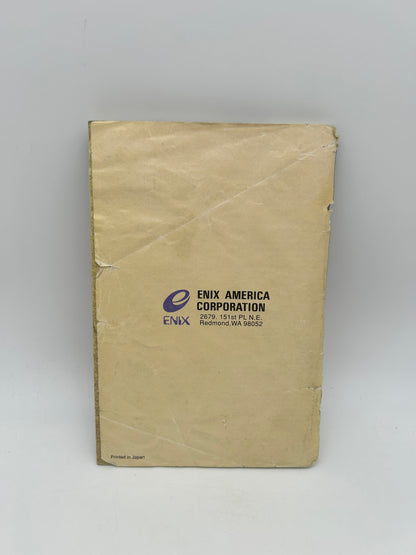 ENIX AMERICA
CORPORATION
2679, 151st PL N.E.
Redmond,WA 98052
ENIX
Printed in Japan